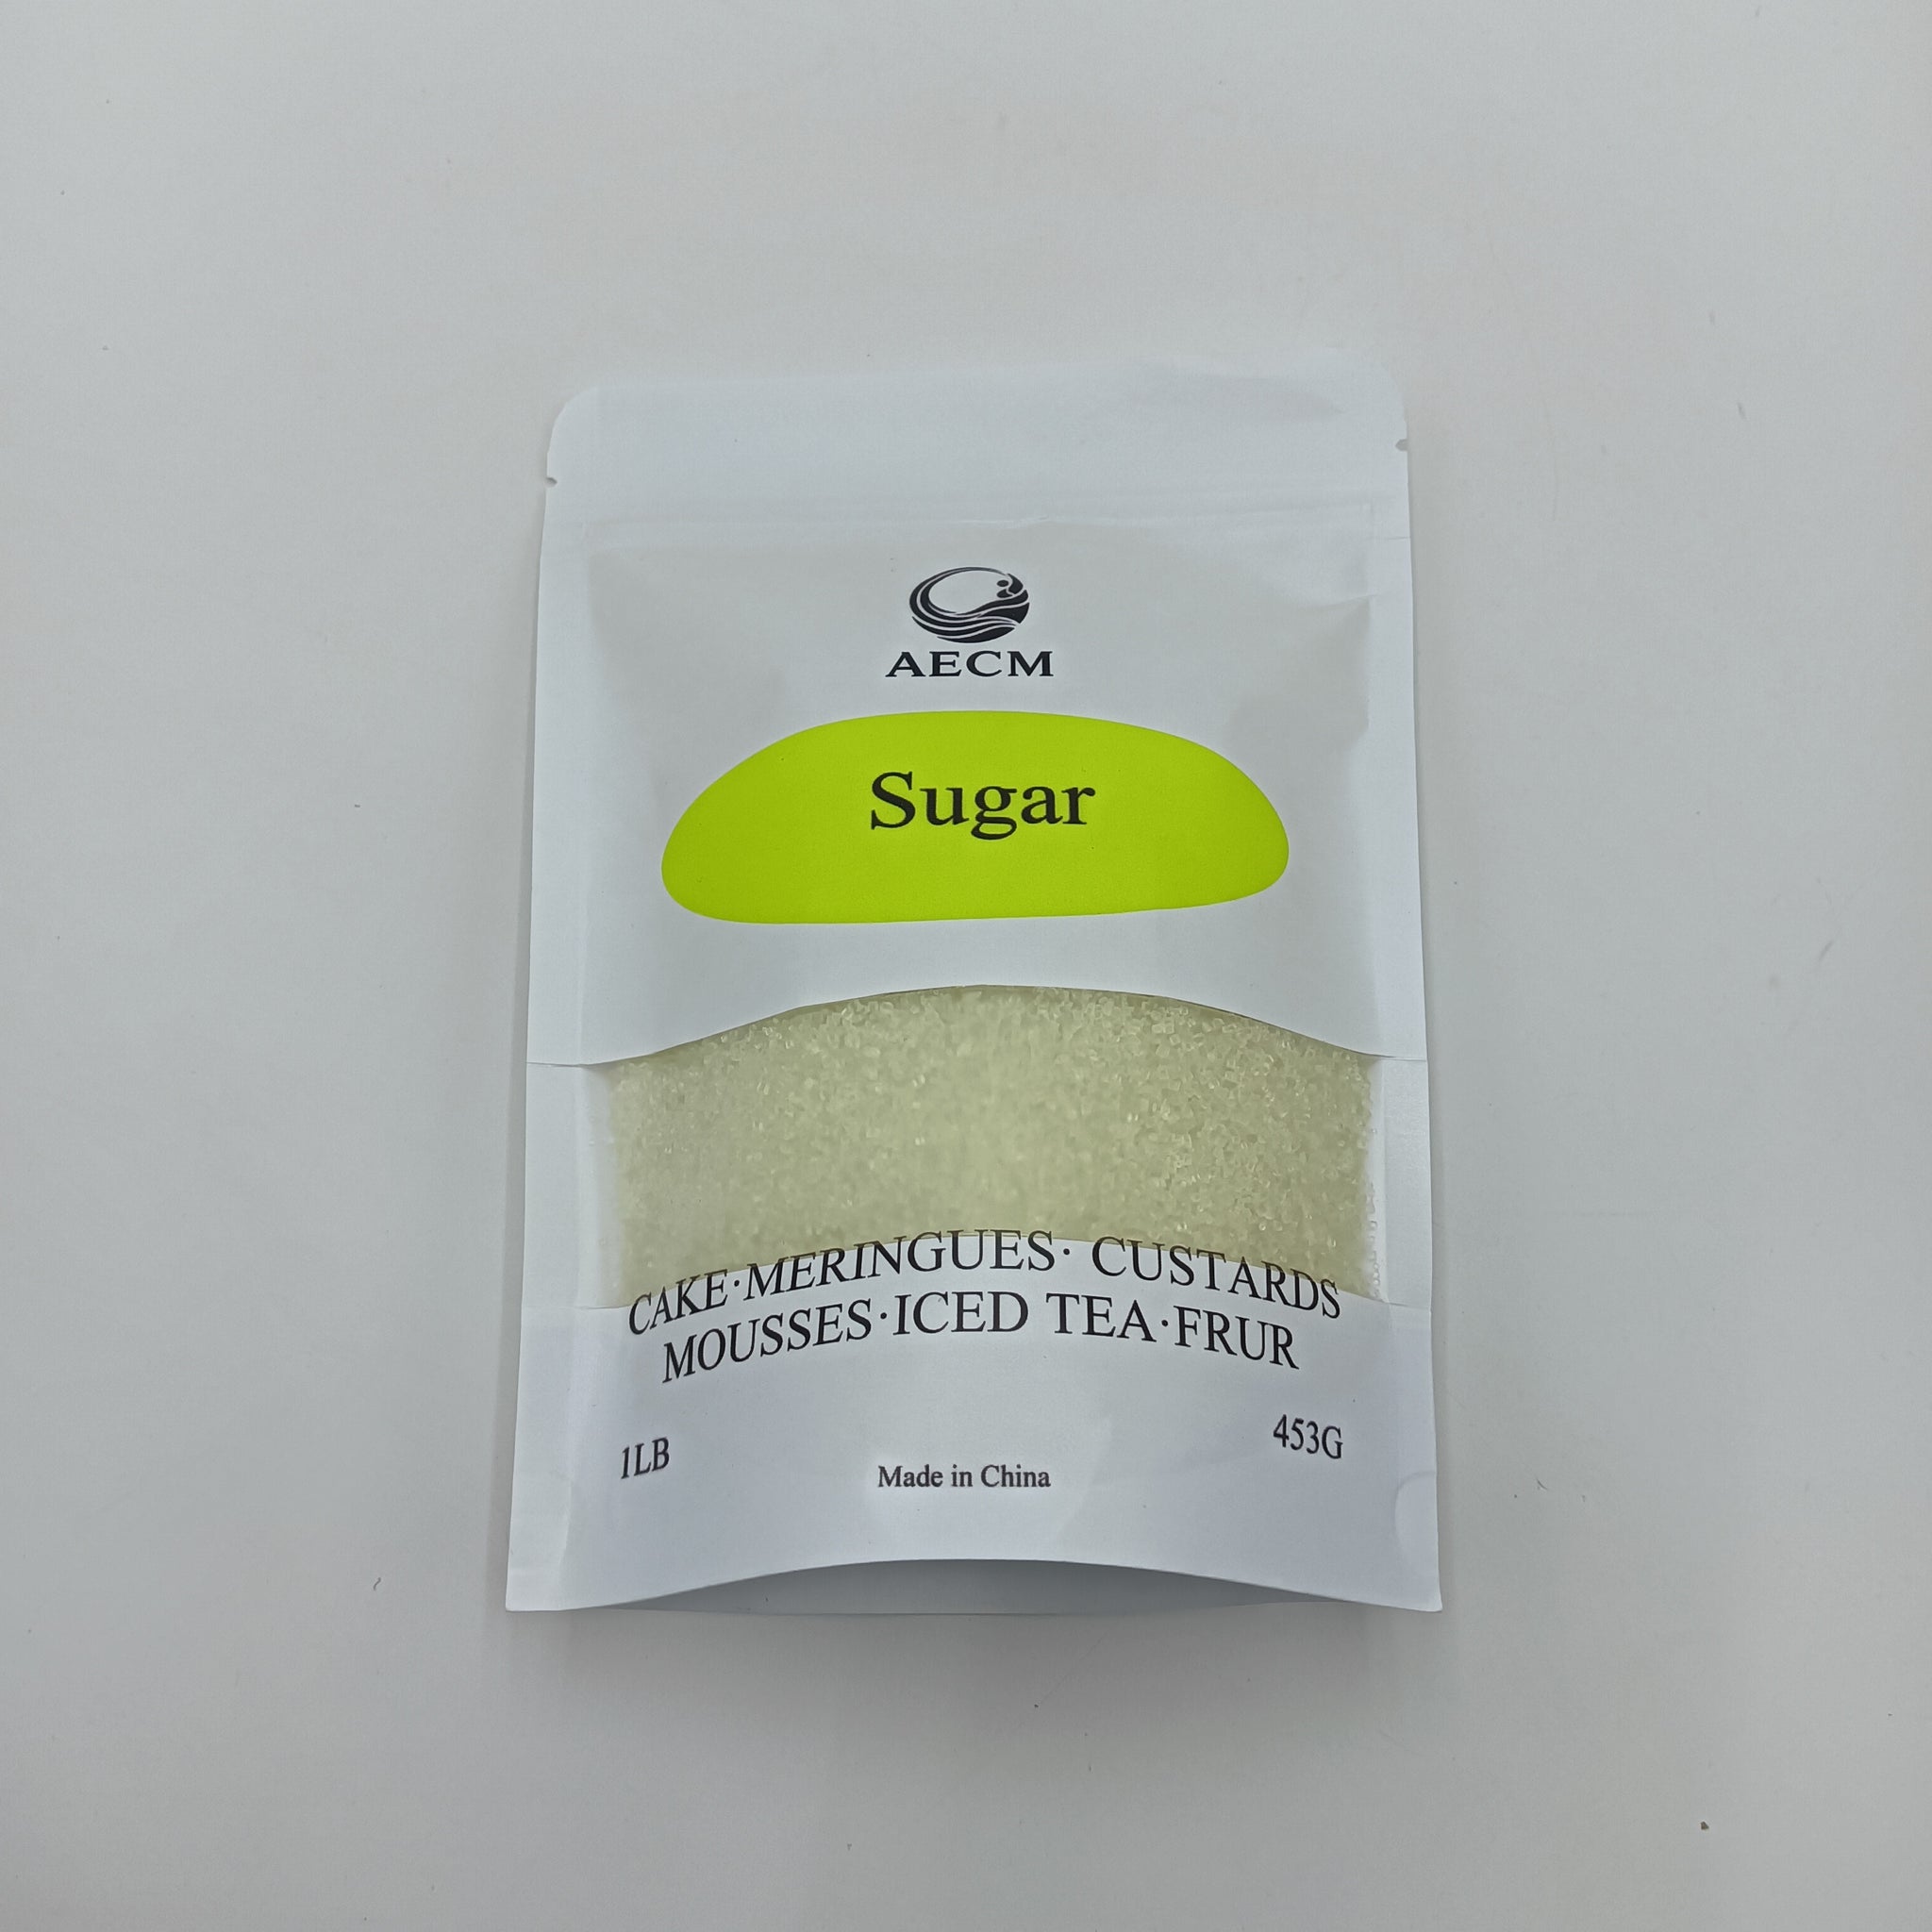 AECM
Sugar
CAKE·MERINGUES· CUSTARDS
MOUSSES·ICED TEA·FRUR
1LB
453G
Made in China